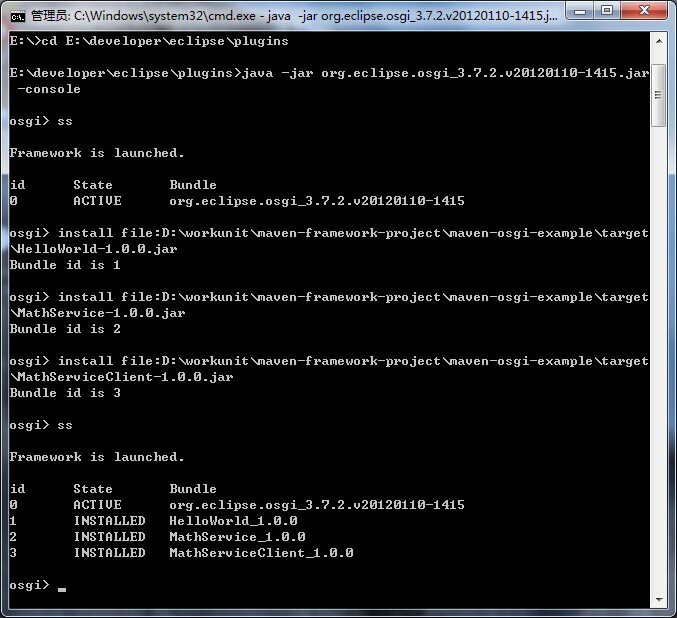 管理员: C:\Windows\system32\cmd.exe - java -jar org.eclipse.osgi_3.7.2.v20120110-1415.j...
E:\>cd E:\developer\eclipse\plugins
E:\developer\eclipse\plugins>java -jar org.eclipse.osgi_3.7.2.v20120110-1415.jar
-console
osgi> ss
Framework is launched.
id State Bundle
0 ACTIVE org.eclipse.osgi_3.7.2.v20120110-1415
osgi> install file:D:\workunit\maven-framework-project\maven-osgi-example\target
\HelloWorld-1.0.0.jar
Bundle id is 1
osgi> install file:D:\workunit\maven-framework-project\maven-osgi-example\target
\MathService-1.0.0.jar
Bundle id is 2
osgi> install file:D:\workunit\maven-framework-project\maven-osgi-example\target
\MathServiceClient-1.0.0.jar
Bundle id is 3
osgi> ss
Framework is launched.
id State Bundle
0 ACTIVE org.eclipse.osgi_3.7.2.v20120110-1415
1 INSTALLED HelloWorld_1.0.0
2 INSTALLED MathService_1.0.0
3 INSTALLED MathServiceClient_1.0.0
osgi> _